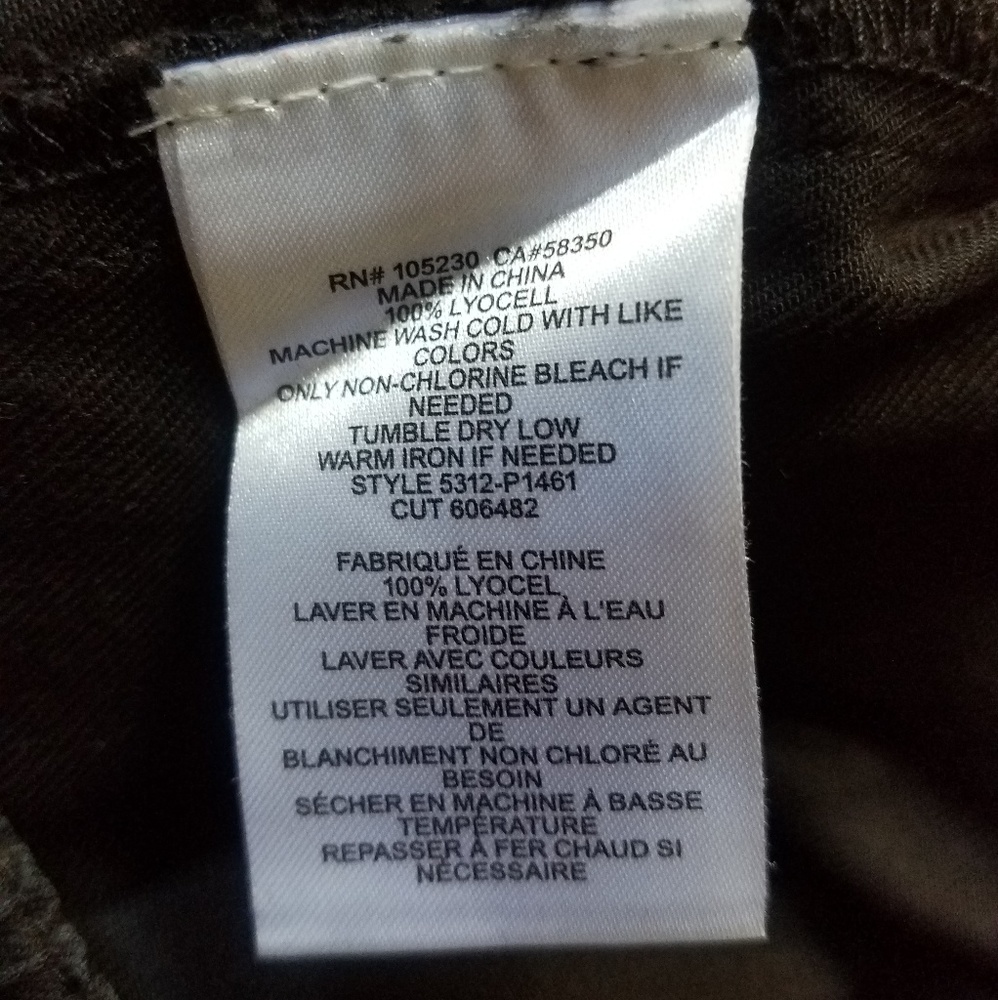 RN# 105230 CA#58350
MADE IN CHINA
100% LYOCELL
MACHINE WASH COLD WITH LIKE
COLORS
ONLY NON-CHLORINE BLEACH IF
NEEDED
TUMBLE DRY LOW
WARM IRON IF NEEDED
STYLE 5312-P1461
CUT 606482
FABRIQUÉ EN CHINE
100% LYOCEL,
LAVER EN MACHINE À L'EAU
FROIDE
LAVER AVEC COULEURS
SIMILAIRES
UTILISER SEULEMENT UN AGENT
DE
BLANCHIMENT NON CHLORÉ AU
BESOIN
SÉCHER EN MACHINE À BASSE
TEMPÉRATURE
REPASSER À FER CHAUD SI
NÉCESSAIRE